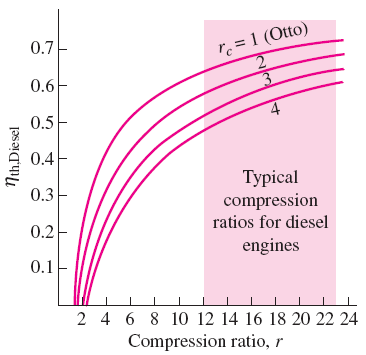 η th,Diesel
0.7
0.6
0.5
0.4
0.3
0.2
0.1
r c = 1 (Otto)
2
3
4
Typical
compression
ratios for diesel
engines
2 4 6 8 10 12 14 16 18 20 22 24
Compression ratio, r